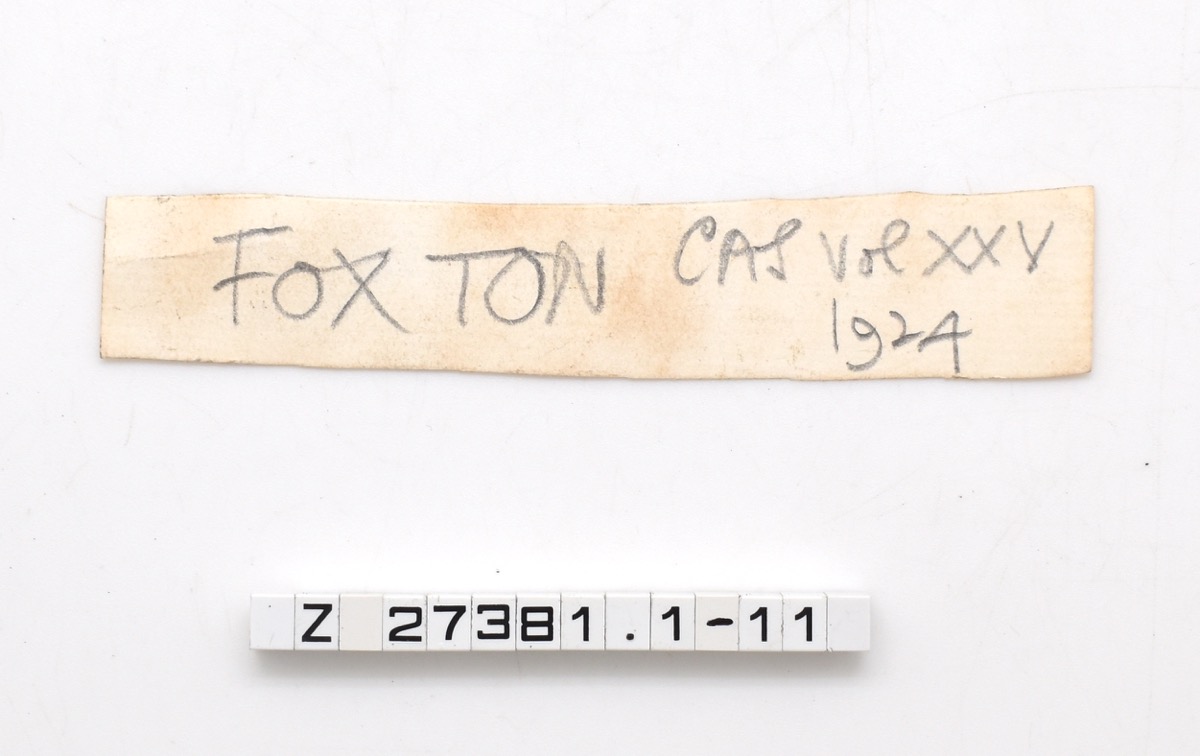 FOXTON CAS Vol XXV
1924
Z 27381.1-11